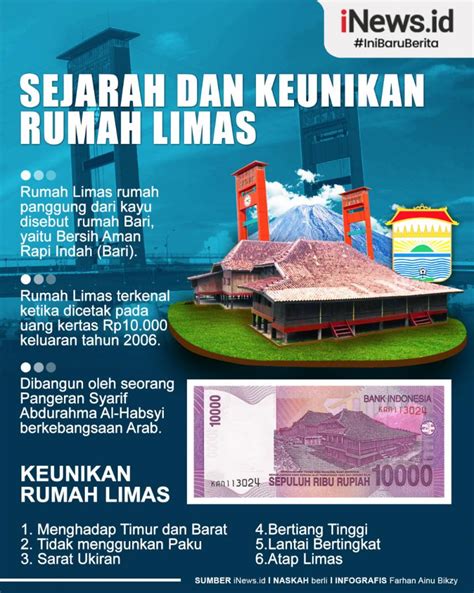 iNews.id
#IniBaruBerita
SEJARAH DAN KEUNIKAN
RUMAH LIMAS
Rumah Limas rumah
panggung dari kayu
disebut rumah Bari,
yaitu Bersih Aman
Rapi Indah (Bari).
Rumah Limas terkenal
ketika dicetak pada
uang kertas Rp10.000
keluaran tahun 2006.
Dibangun oleh seorang
Pangeran Syarif
Abdurahma Al-Habsyi
berkebangsaan Arab.
10000
BANK INDONESIA
KRN113024
KRN113024
SEPULUH RIBU RUPIAH
10000
KEUNIKAN
RUMAH LIMAS
1. Menghadap Timur dan Barat
2. Tidak menggunkan Paku
3. Sarat Ukiran
4.Bertiang Tinggi
5.Lantai Bertingkat
6.Atap Limas
SUMBER iNews.id I NASKAH berli I INFOGRAFIS Farhan Ainu Bikzy